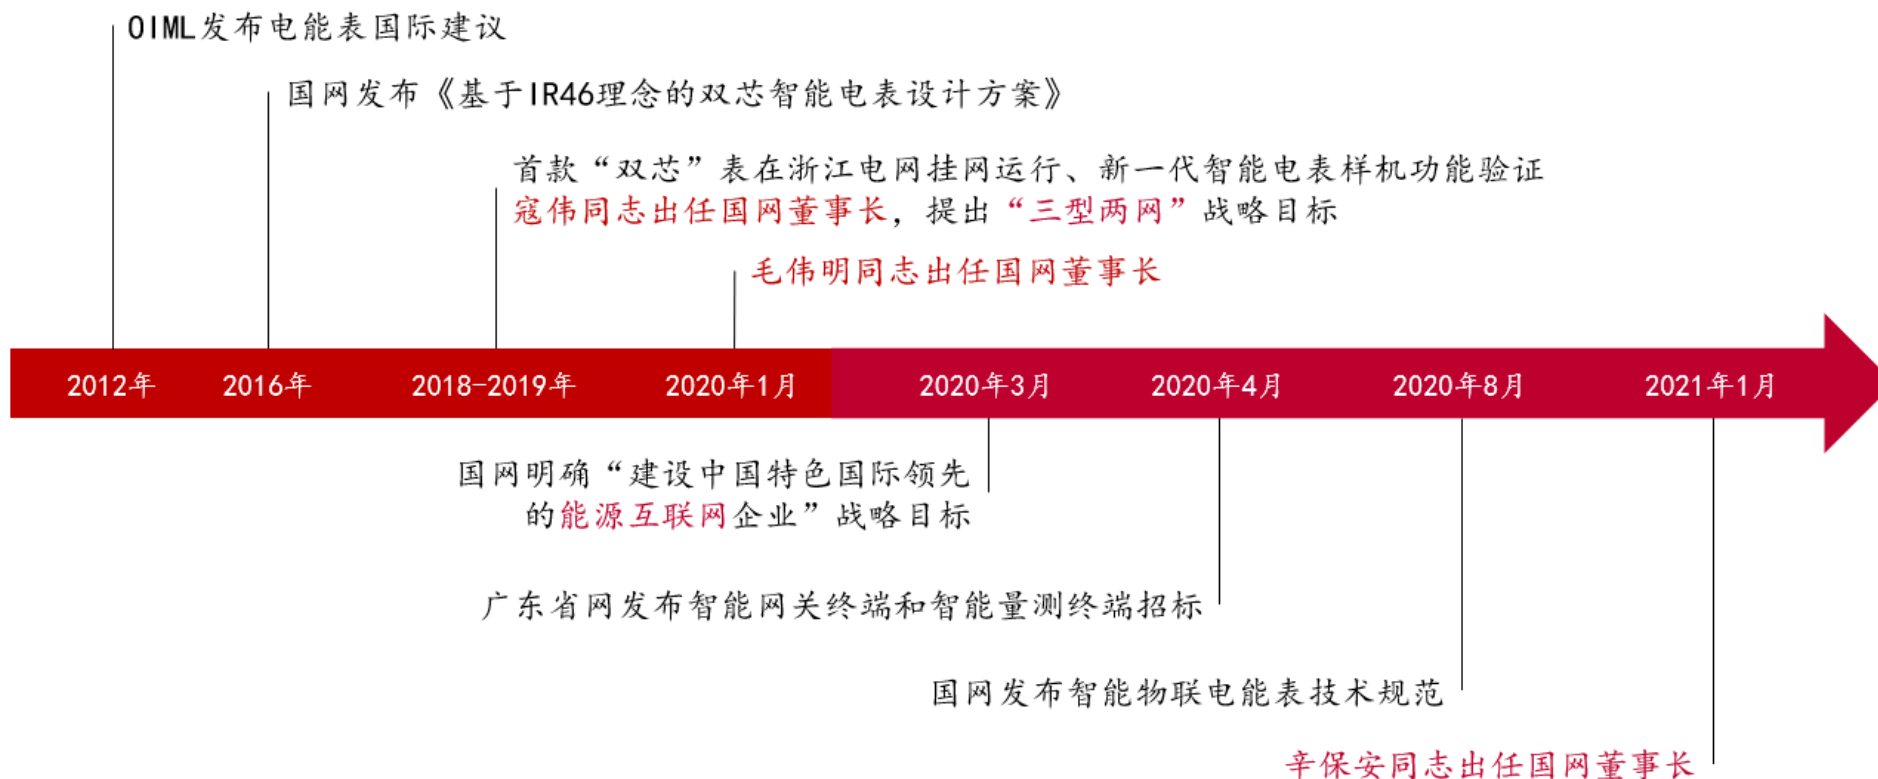 OIML发布电能表国际建议
国网发布《基于IR46理念的双芯智能电表设计方案》
首款“双芯”表在浙江电网挂网运行、新一代智能电表样机功能验证
寇伟同志出任国网董事长，提出“三型两网”战略目标
毛伟明同志出任国网董事长
2012年
2016年
2018-2019年
2020年1月
2020年3月
2020年4月
2020年8月
2021年1月
国网明确“建设中国特色国际领先
的能源互联网企业”战略目标
广东省网发布智能网关终端和智能量测终端招标
国网发布智能物联电能表技术规范
辛保安同志出任国网董事长